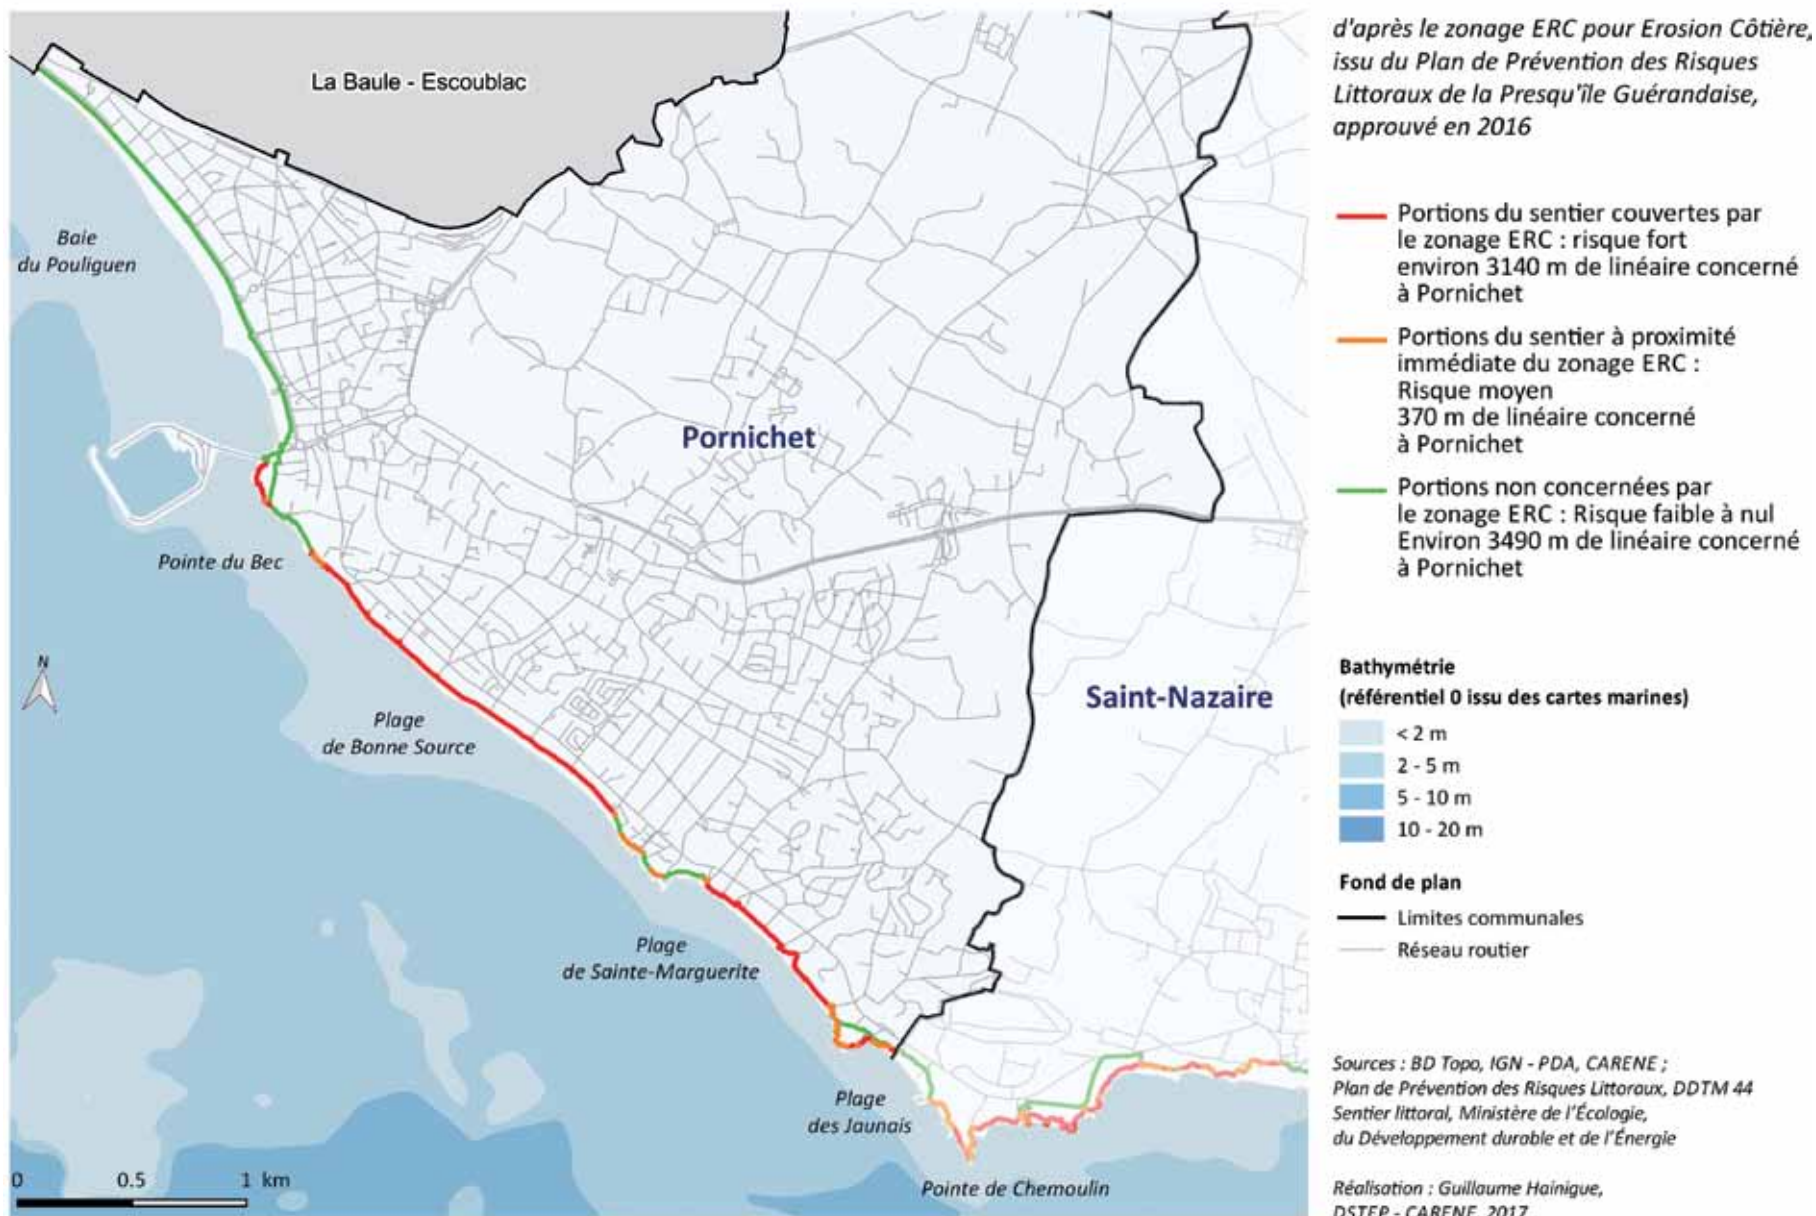 La Baule - Escoublac
Baie
du Pouliguen
Pornichet
Pointe du Bec
N
Saint-Nazaire
Plage
de Bonne Source
Plage
de Sainte-Marguerite
Plage
des Jaunais
Pointe de Chemoulin
0 0.5 1 km
d'après le zonage ERC pour Erosion Côtière,
issu du Plan de Prévention des Risques
Littoraux de la Presqu'île Guérandaise,
approuvé en 2016
Portions du sentier couvertes par
le zonage ERC : risque fort
environ 3140 m de linéaire concerné
à Pornichet
Portions du sentier à proximité
immédiate du zonage ERC :
Risque moyen
370 m de linéaire concerné
à Pornichet
Portions non concernées par
le zonage ERC : Risque faible à nul
Environ 3490 m de linéaire concerné
à Pornichet
Bathymétrie
(référentiel 0 issu des cartes marines)
< 2 m
2 - 5 m
5 - 10 m
10 - 20 m
Fond de plan
Limites communales
Réseau routier
Sources : BD Topo, IGN - PDA, CARENE ;
Plan de Prévention des Risques Littoraux, DDTM 44
Sentier littoral, Ministère de l'Écologie,
du Développement durable et de l'Énergie
Réalisation : Guillaume Hainigue,
DSTEP - CARENE, 2017